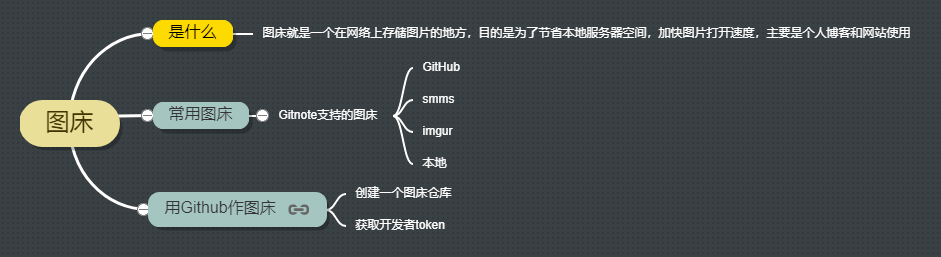 图床
是什么
图床就是一个在网络上存储图片的地方，目的是为了节省本地服务器空间，加快图片打开速度，主要是个人博客和网站使用
常用图床
Gitnote支持的图床
GitHub
smms
imgur
本地
用Github作图床
创建一个图床仓库
获取开发者token